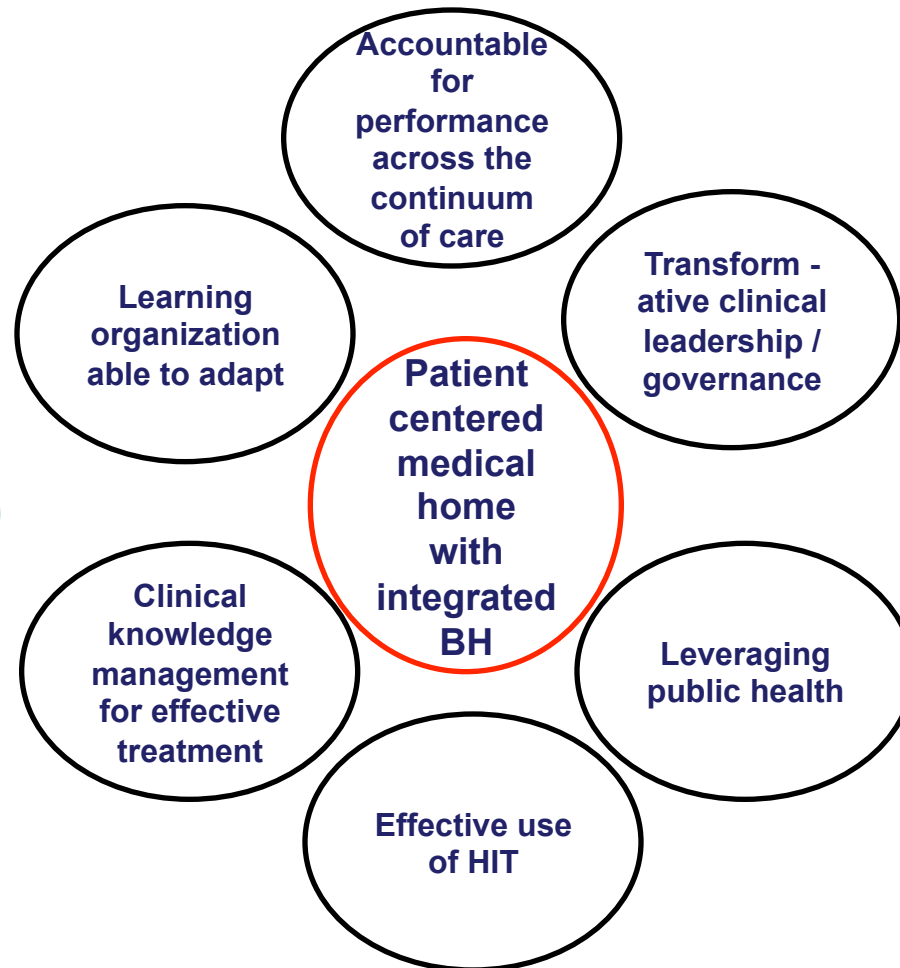 Accountable
for
performance
across the
continuum
of care
Transform -
ative clinical
leadership /
governance
Learning
organization
able to adapt
Patient
centered
medical
home
with
integrated
BH
Clinical
knowledge
management
for effective
treatment
Leveraging
public health
Effective use
of HIT